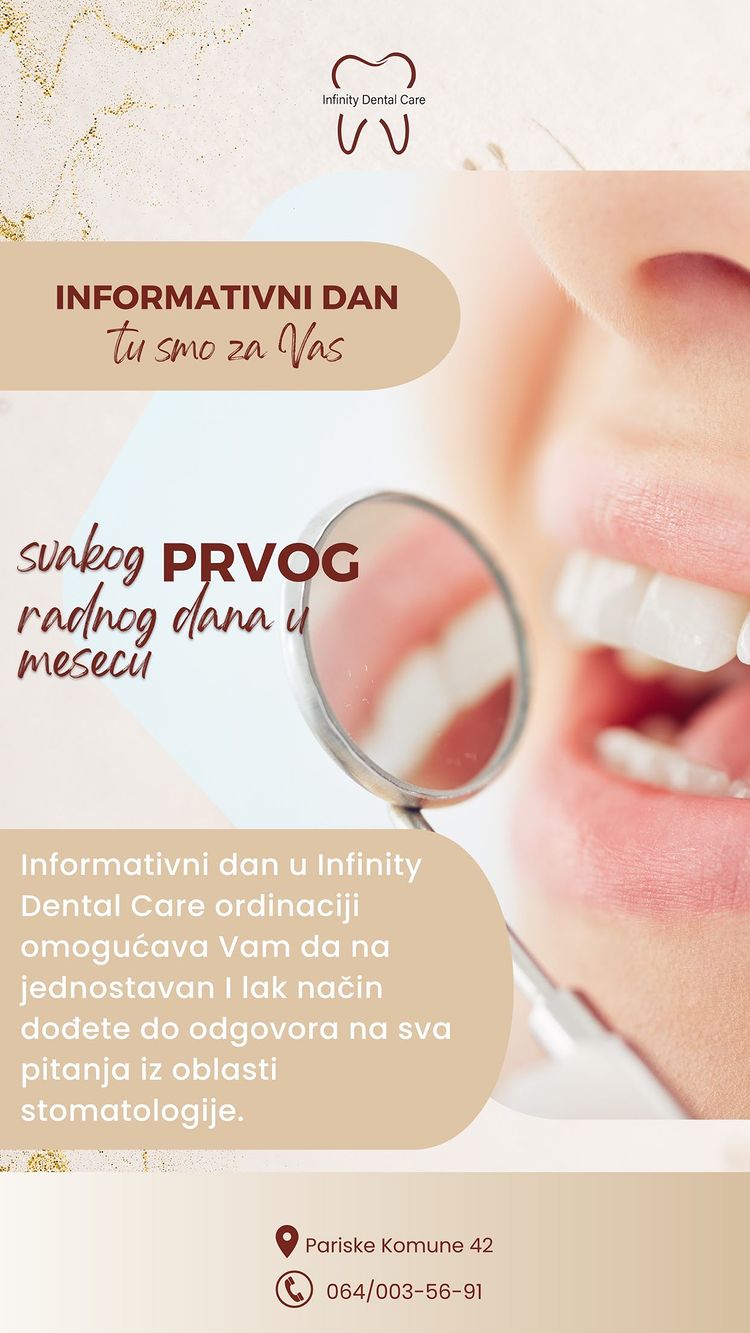 Infinity Dental Care
INFORMATIVNI DAN
tu smo za Vas
svakog PRVOG
radnog dana u
mesecu
Informativni dan u Infinity
Dental Care ordinaciji
omogućava Vam da na
jednostavan I lak način
dođete do odgovora na sva
pitanja iz oblasti
stomatologije.
Pariske Komune 42
064/003-56-91